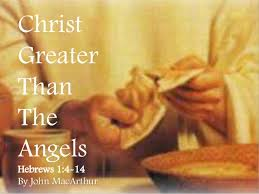 Christ
Greater
Than
The
Angels
Hebrews 1:4-14
By John MacArthur